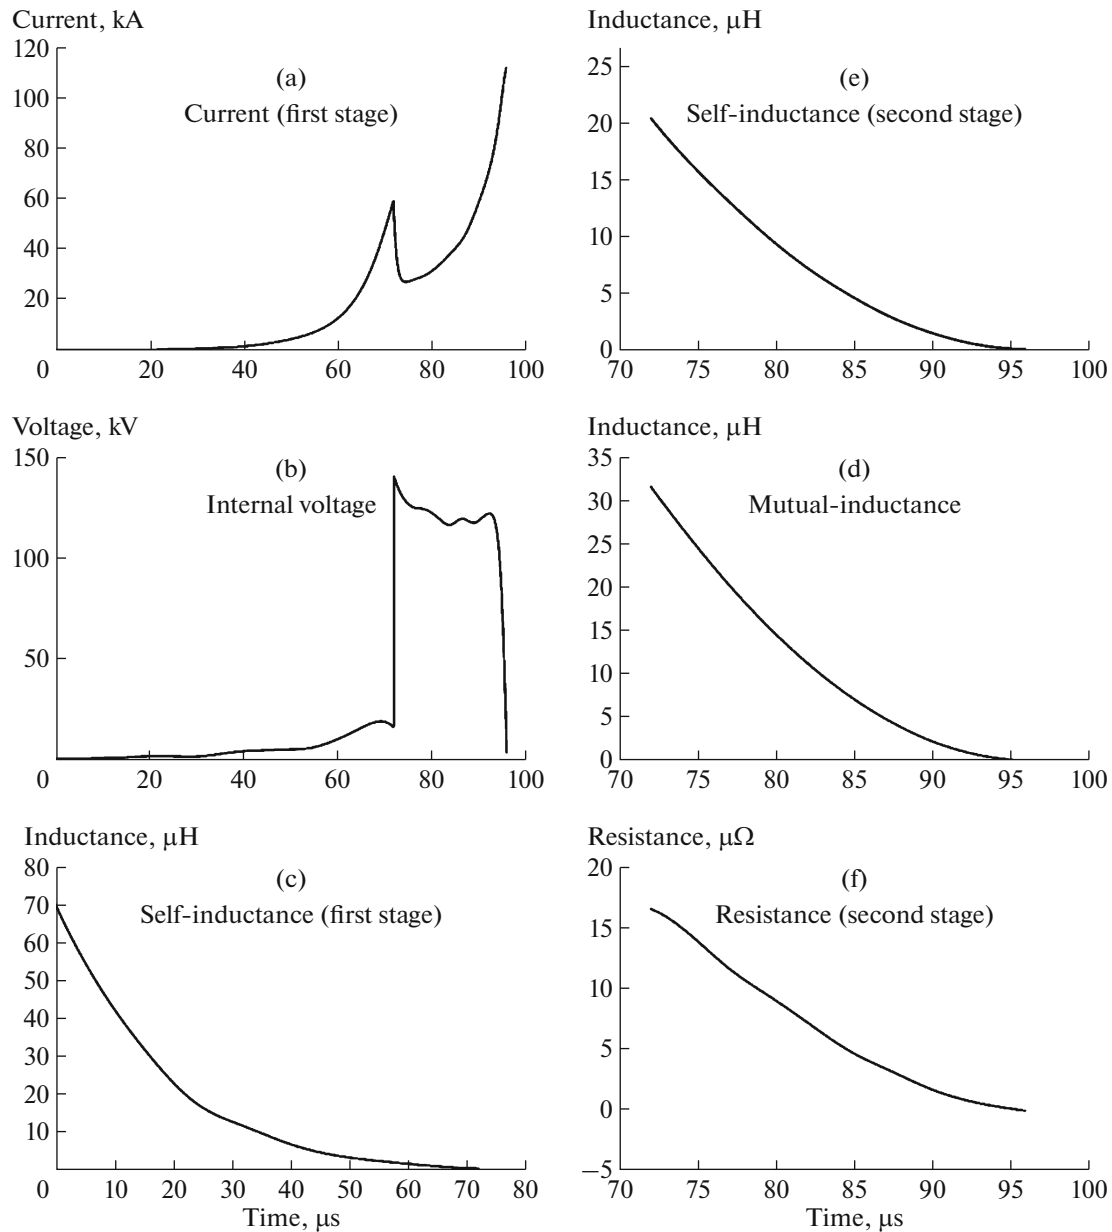 Current, kA
120
(a)
Current (first stage)
100
80
60
40
20
0 20 40 60 80 100
Inductance, μH
25
(e)
Self-inductance (second stage)
20
15
10
5
0
70 75 80 85 90 95 100
Voltage, kV
150
(b)
Internal voltage
100
50
0 20 40 60 80 100
Inductance, μH
35
(d)
Mutual-inductance
30
25
20
15
10
5
0
70 75 80 85 90 95 100
Inductance, μH
80
(c)
Self-inductance (first stage)
70
60
50
40
30
20
10
0 10 20 30 40 50 60 70 80
Time, μs
Resistance, μΩ
20
(f)
Resistance (second stage)
15
10
5
0
−5
70 75 80 85 90 95 100
Time, μs